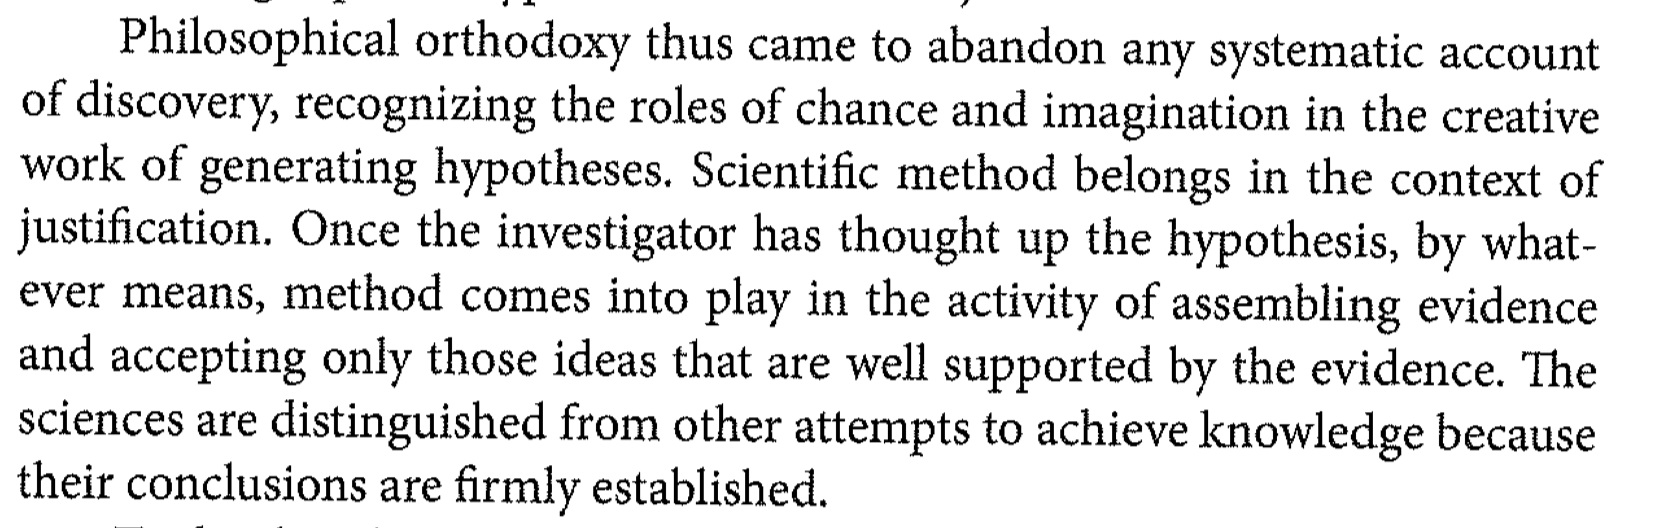 Philosophical orthodoxy thus came to abandon any systematic account
of discovery, recognizing the roles of chance and imagination in the creative
work of generating hypotheses. Scientific method belongs in the context of
justification. Once the investigator has thought up the hypothesis, by what-
ever means, method comes into play in the activity of assembling evidence
and accepting only those ideas that are well supported by the evidence. The
sciences are distinguished from other attempts to achieve knowledge because
their conclusions are firmly established.